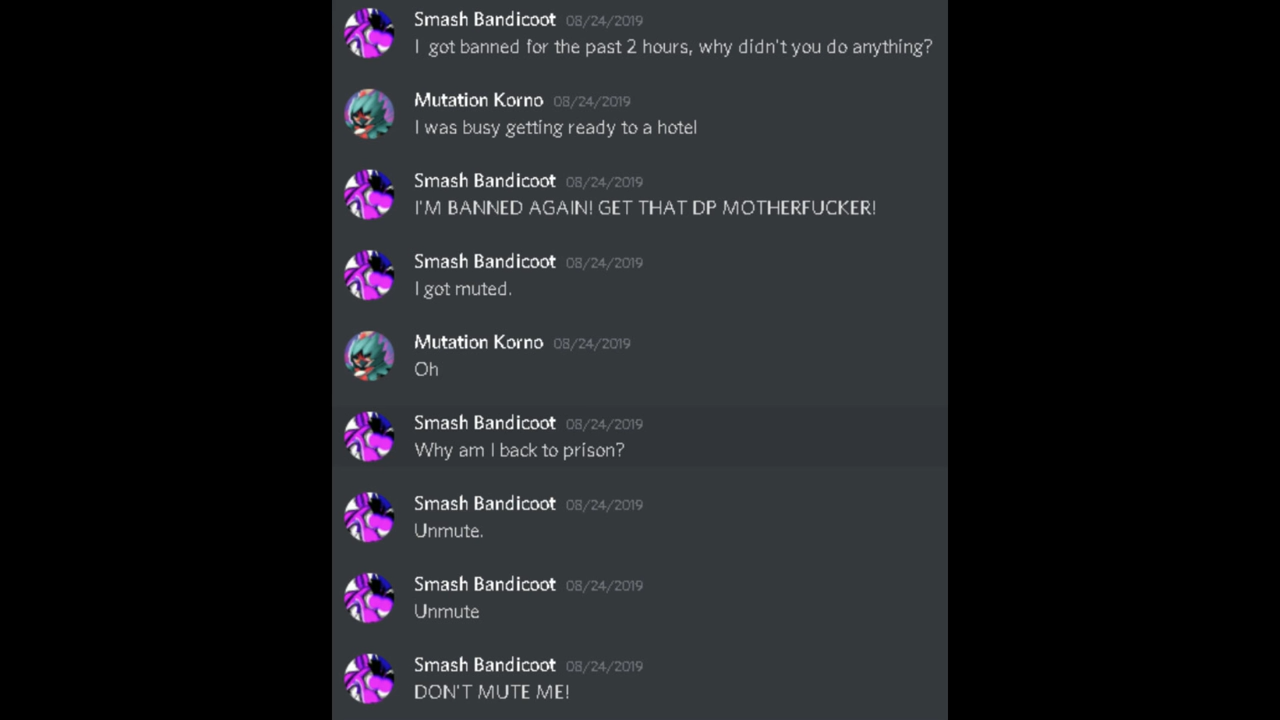 Smash Bandicoot 08/24/2019
I got banned for the past 2 hours, why didn't you do anything?
Mutation Korno 08/24/2019
I was busy getting ready to a hotel
Smash Bandicoot 08/24/2019
I'M BANNED AGAIN! GET THAT DP MOTHERFUCKER!
Smash Bandicoot 08/24/2019
I got muted.
Mutation Korno 08/24/2019
Oh
Smash Bandicoot 08/24/2019
Why am I back to prison?
Smash Bandicoot 08/24/2019
Unmute.
Smash Bandicoot 08/24/2019
Unmute
Smash Bandicoot 08/24/2019
DON'T MUTE ME!